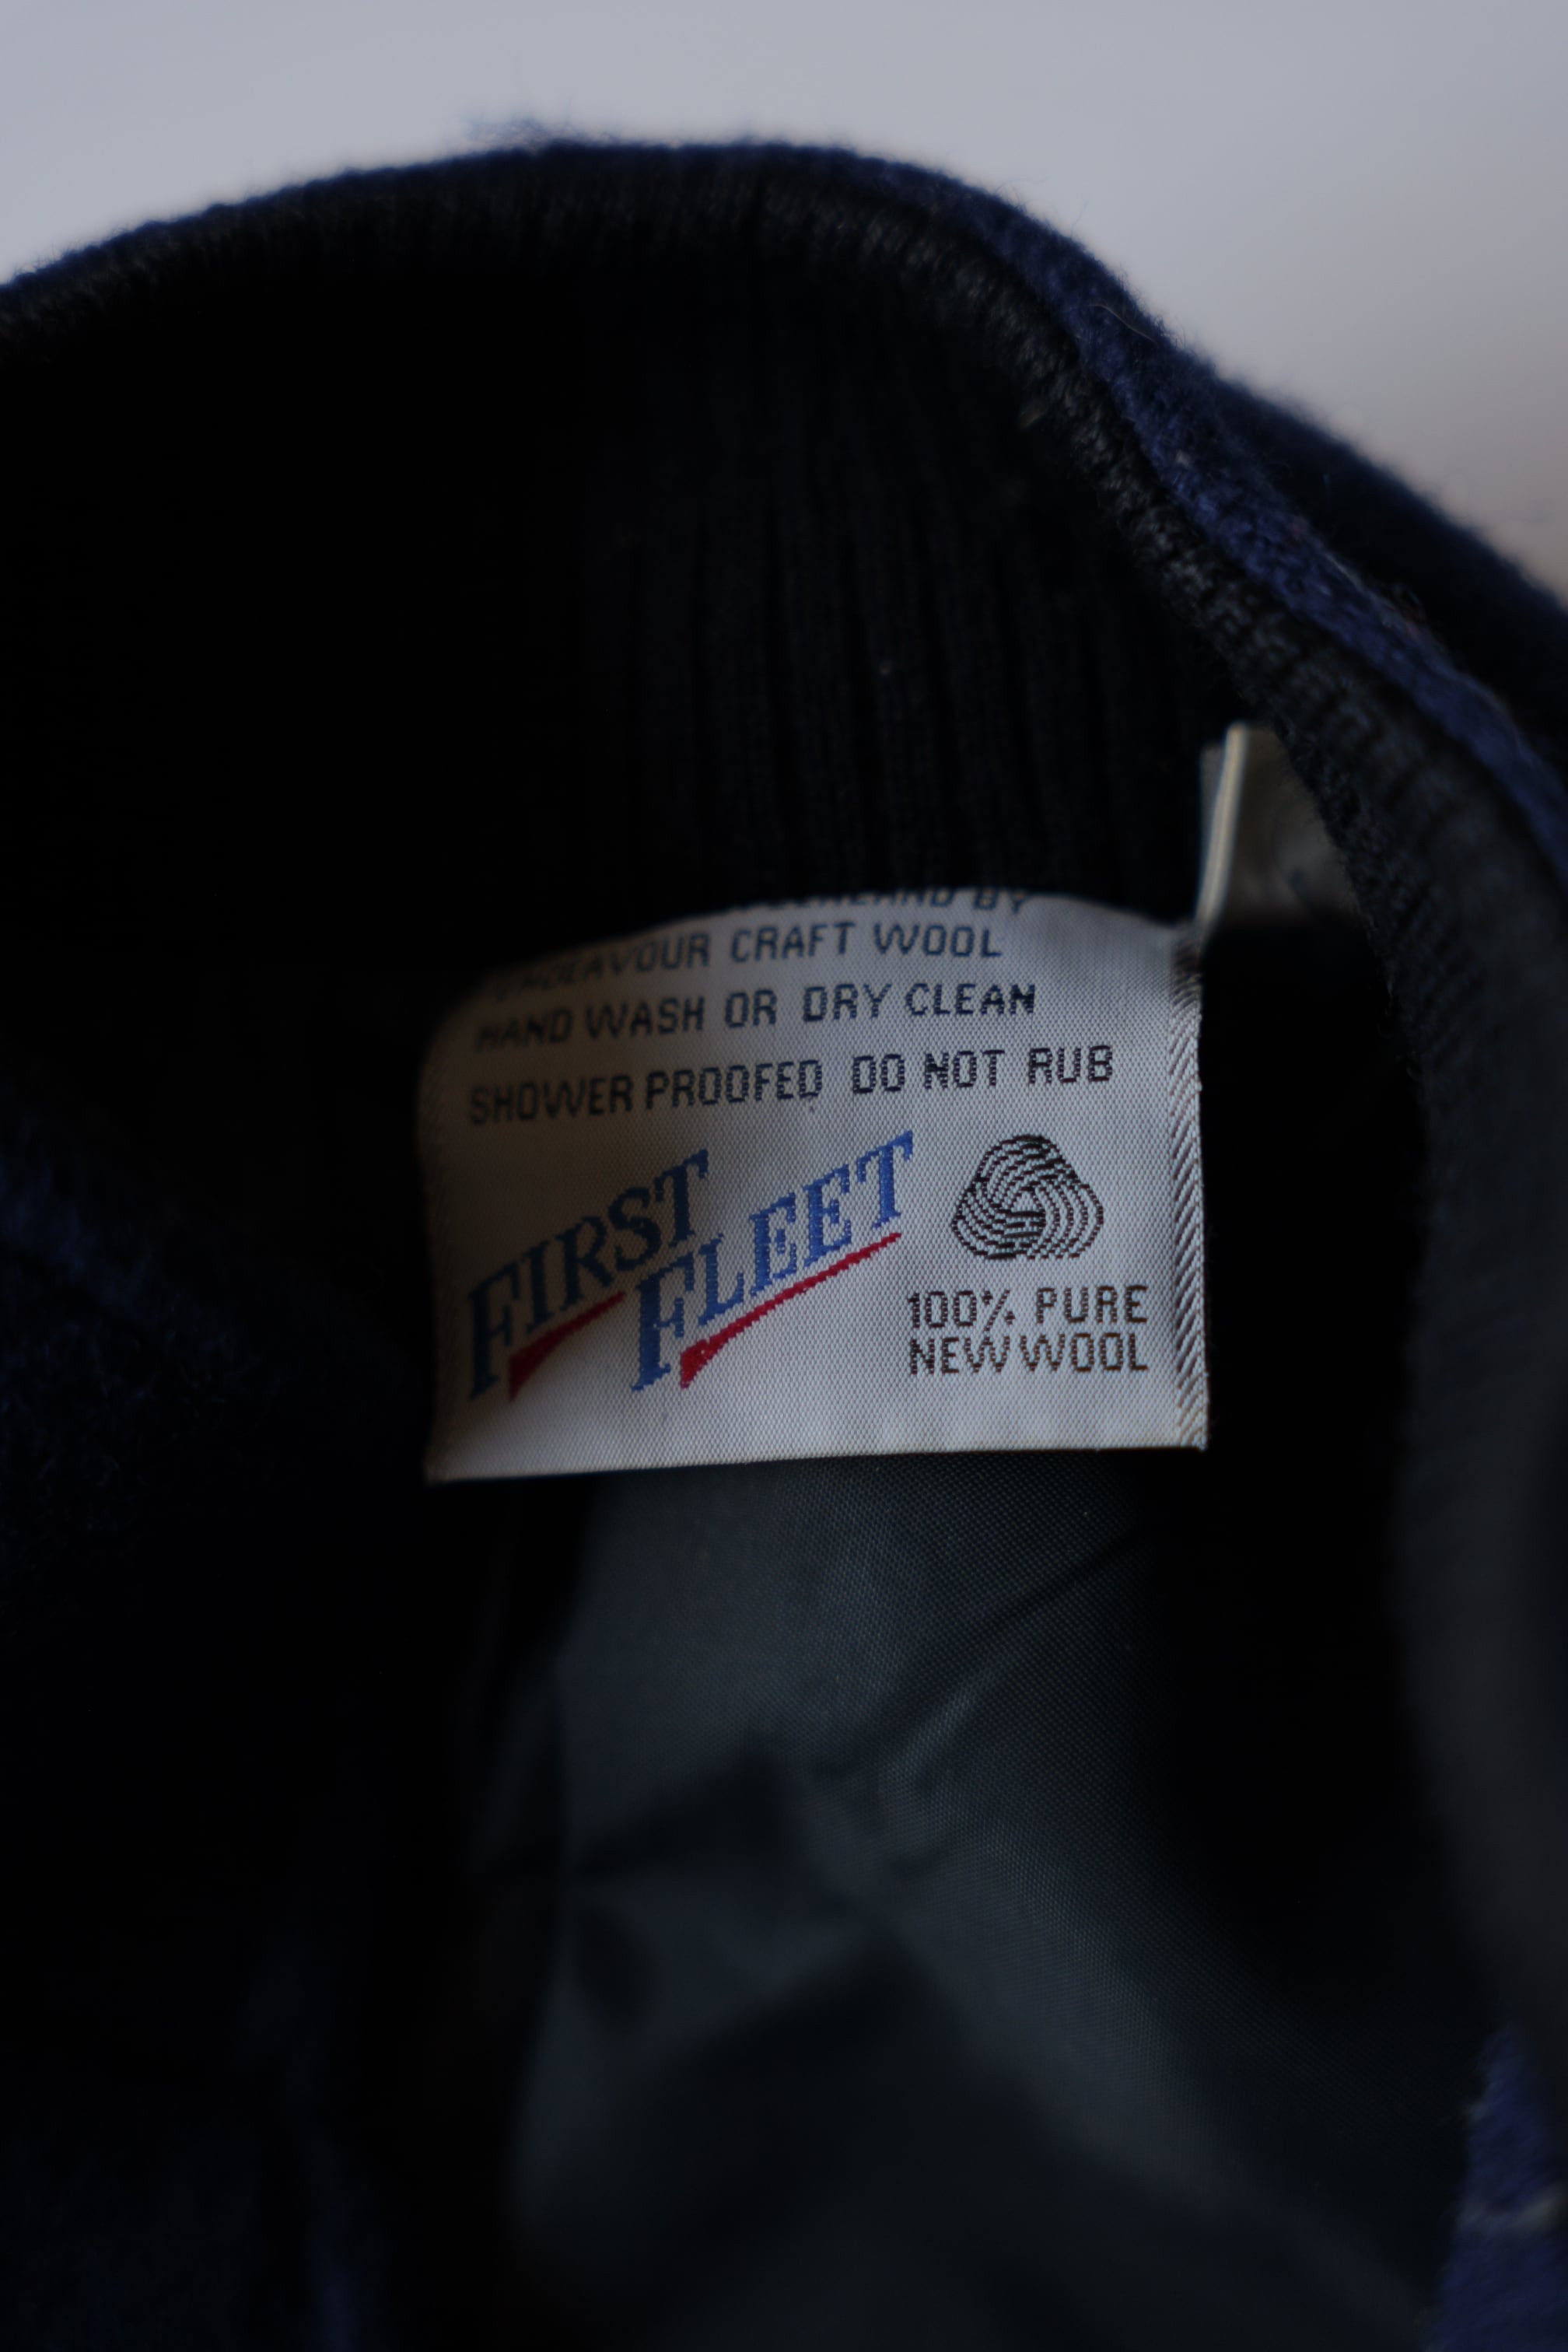 BY
ENDEAVOUR CRAFT WOOL
HAND WASH OR DRY CLEAN
SHOWER PROOFED DO NOT RUB
FIRST
FLEET
100% PURE
NEW WOOL